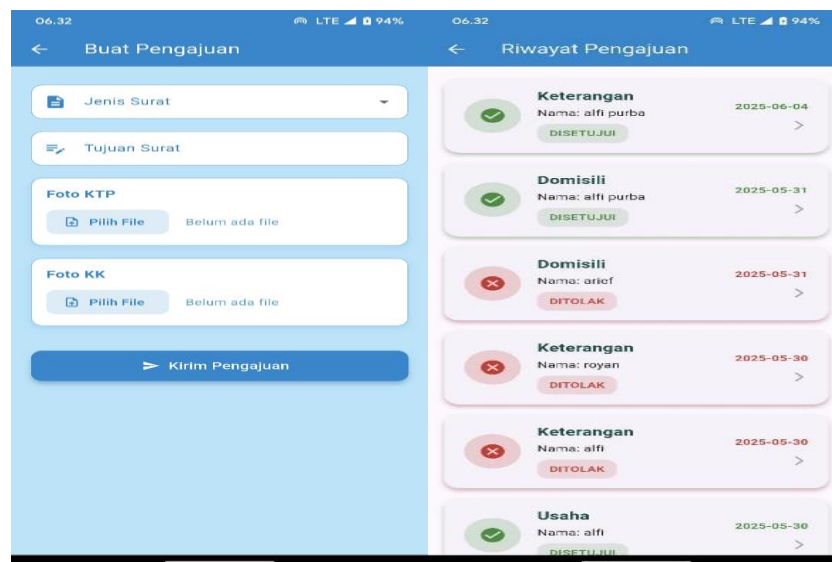 06.32
LTE 94%
Buat Pengajuan
Jenis Surat
Tujuan Surat
Foto KTP
Pilih File Belum ada file
Foto KK
Pilih File Belum ada file
Kirim Pengajuan
06.32
LTE 94%
Riwayat Pengajuan
Keterangan
Nama: alfi purba
2025-06-04
DISETUJUI
Domisili
Nama: alfi purba
2025-05-31
DISETUJUI
Domisili
Nama: arief
2025-05-31
DITOLAK
Keterangan
Nama: royan
2025-05-30
DITOLAK
Keterangan
Nama: alfi
2025-05-30
DITOLAK
Usaha
Nama: alfi
2025-05-30
DISETUJUI